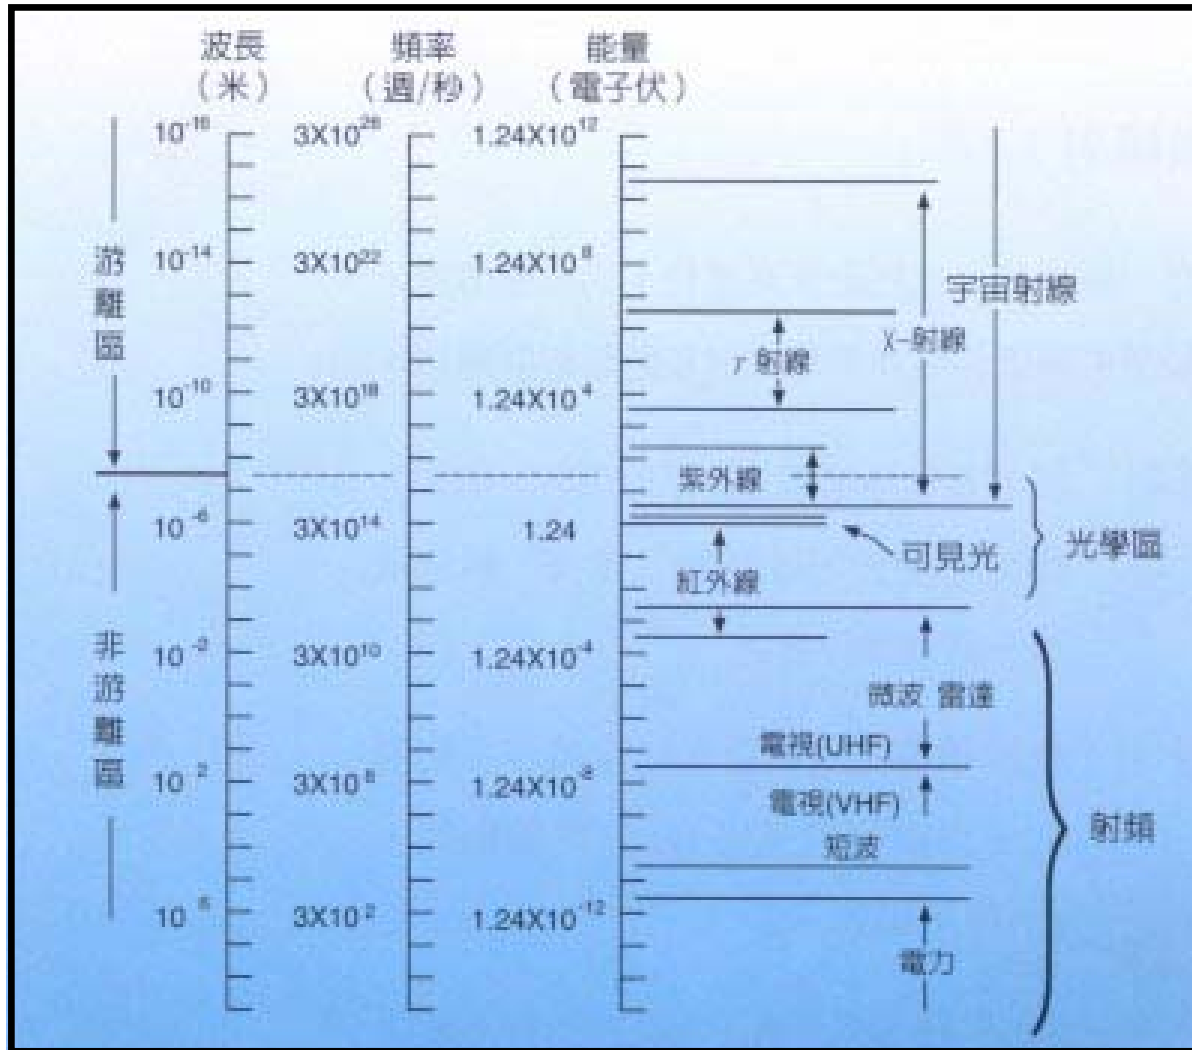 波長 頻率 能量
(米) (週/秒) (電子伏)
10⁻¹⁸ 3X10²⁶ 1.24X10¹²
游離區 10⁻¹⁴ 3X10²² 1.24X10⁸
宇宙射線
X-射線
γ 射線
10⁻¹⁰ 3X10¹⁸ 1.24X10⁴
紫外線
10⁻⁶ 3X10¹⁴ 1.24
可見光 光學區
紅外線
非游離區 10⁻² 3X10¹⁰ 1.24X10⁻⁴
微波 雷達
電視(UHF)
10² 3X10⁶ 1.24X10⁻⁸
電視(VHF)
短波 射頻
10⁶ 3X10² 1.24X10⁻¹²
電力